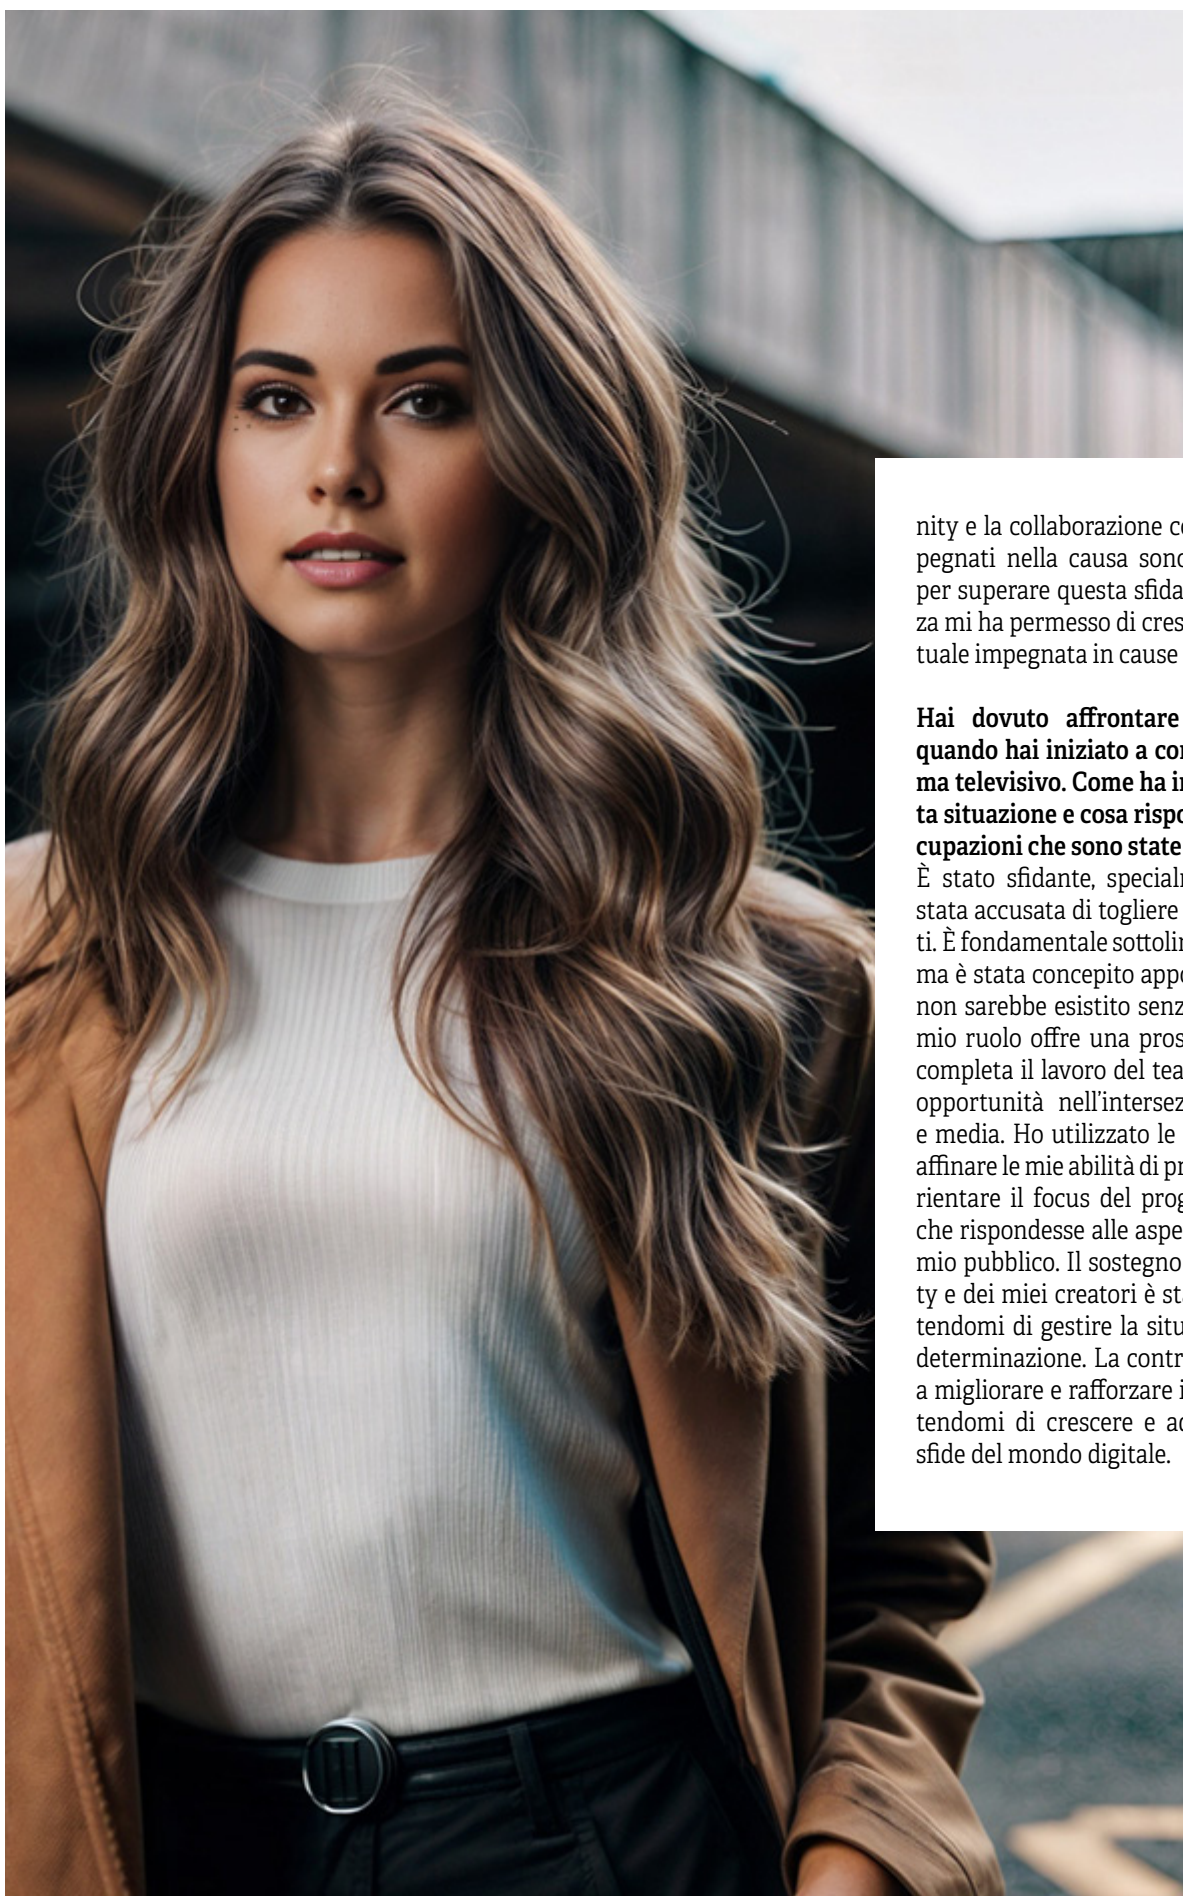 nity e la collaborazione co
pegnati nella causa sono
per superare questa sfida
za mi ha permesso di cres
tuale impegnata in cause
Hai dovuto affrontare
quando hai iniziato a con
ma televisivo. Come ha in
ta situazione e cosa rispo
cupazioni che sono state
È stato sfidante, specialm
stata accusata di togliere
ti. È fondamentale sottolin
ma è stata concepito appo
non sarebbe esistito senz
mio ruolo offre una pros
completa il lavoro del tea
opportunità nell'intersez
e media. Ho utilizzato le
affinare le mie abilità di pr
rientare il focus del prog
che rispondesse alle aspe
mio pubblico. Il sostegno
ty e dei miei creatori è sta
tendomi di gestire la situ
determinazione. La contr
a migliorare e rafforzare i
tendomi di crescere e ad
sfide del mondo digitale.